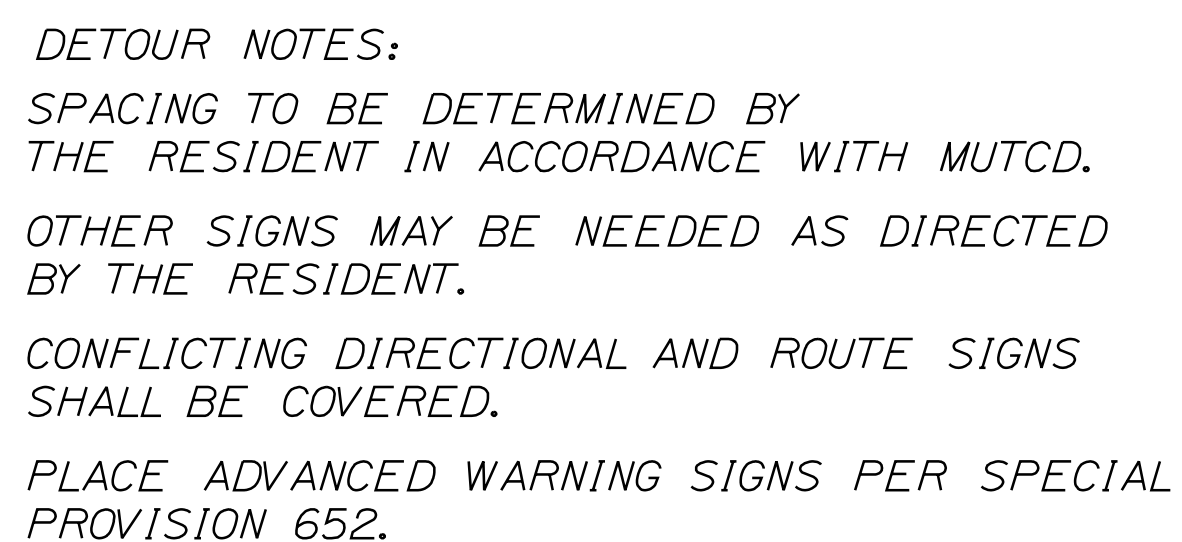 DETOUR NOTES:
SPACING TO BE DETERMINED BY
THE RESIDENT IN ACCORDANCE WITH MUTCD.
OTHER SIGNS MAY BE NEEDED AS DIRECTED
BY THE RESIDENT.
CONFLICTING DIRECTIONAL AND ROUTE SIGNS
SHALL BE COVERED.
PLACE ADVANCED WARNING SIGNS PER SPECIAL
PROVISION 652.